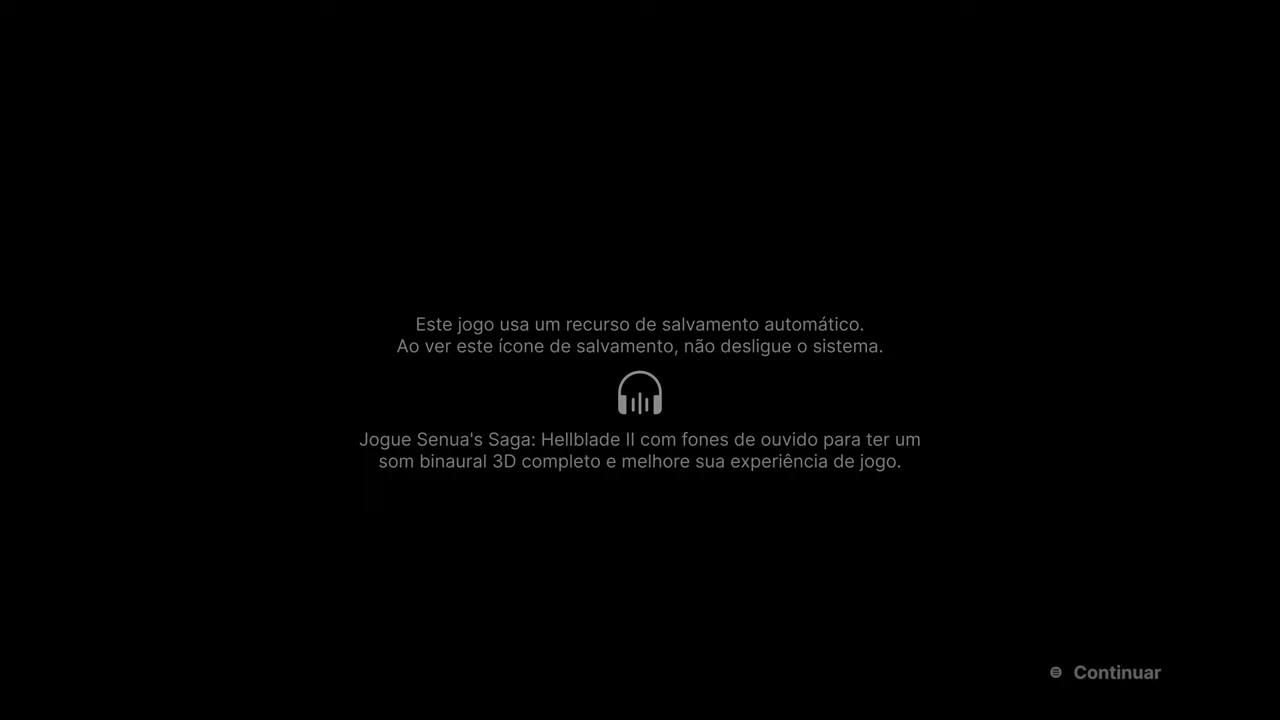 Este jogo usa um recurso de salvamento automático.
Ao ver este ícone de salvamento, não desligue o sistema.
Jogue Senua's Saga: Hellblade II com fones de ouvido para ter um
som binaural 3D completo e melhore sua experiência de jogo.
Continuar